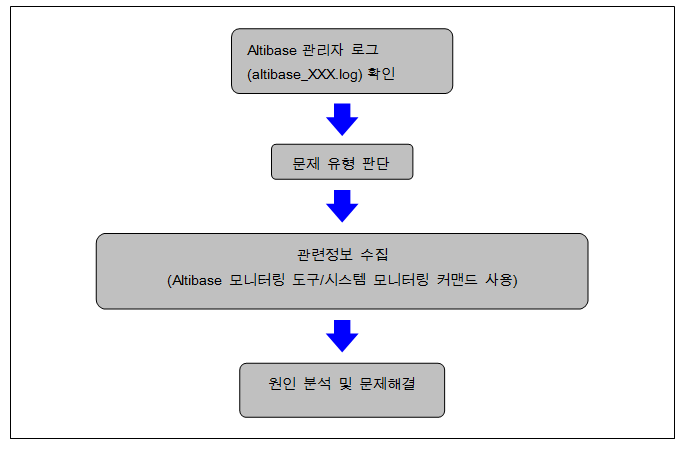 Altibase 관리자 로그
(altibase_XXX.log) 확인
문제 유형 판단
관련정보 수집
(Altibase 모니터링 도구/시스템 모니터링 커맨드 사용)
원인 분석 및 문제해결